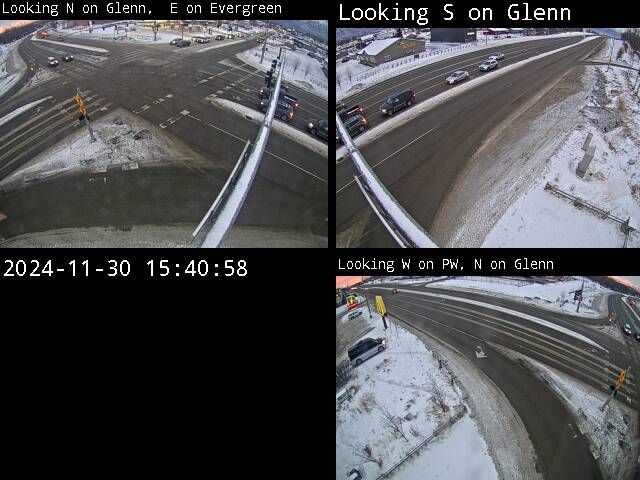 Looking N on Glenn,  E on Evergreen
Looking S on Glenn
2024-11-30 15:40:58
Looking W on PW, N on Glenn